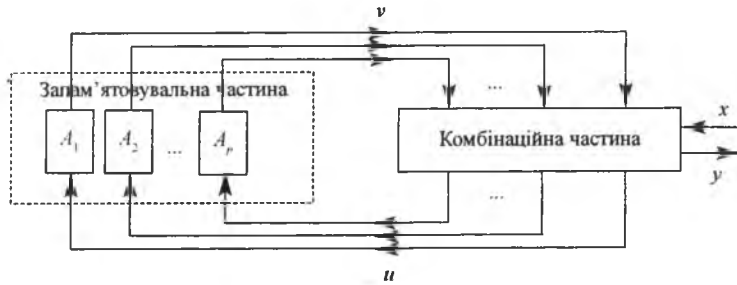 v
Запам’ятовувальна частина
A₁ A₂ ... Aₚ
...
Комбінаційна частина
x
y
...
u